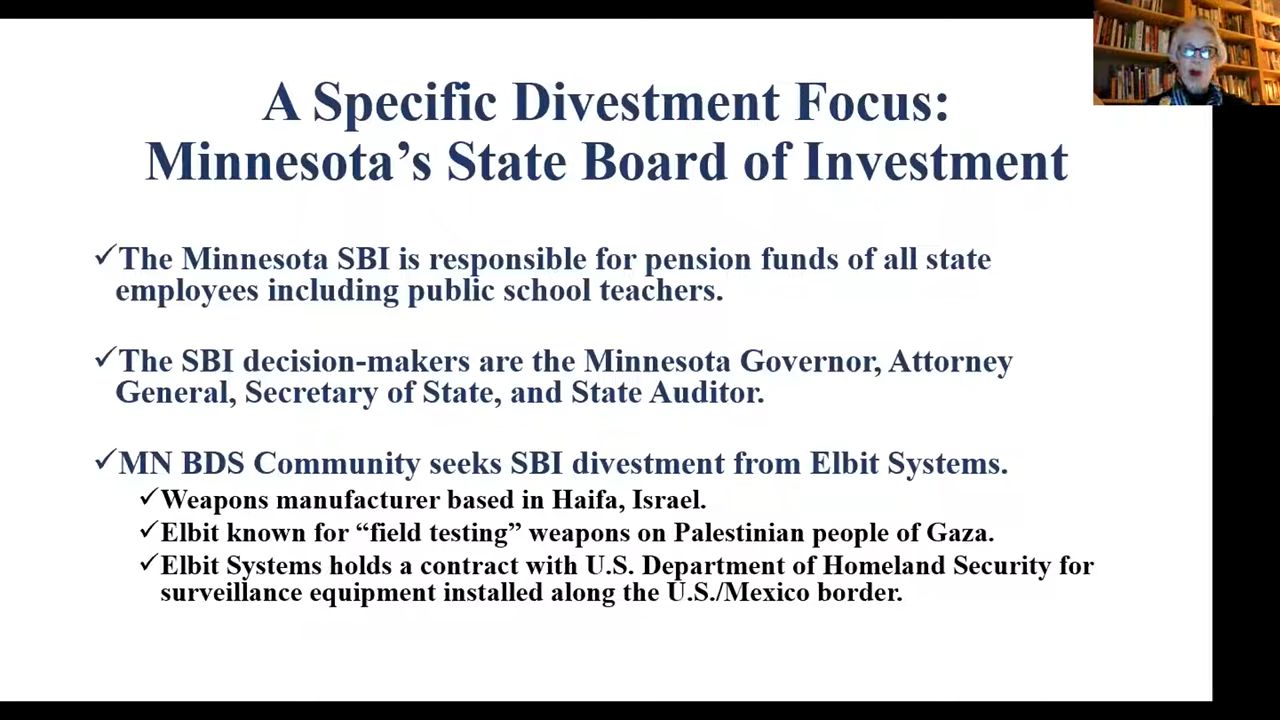 A Specific Divestment Focus:
Minnesota’s State Board of Investment
✓The Minnesota SBI is responsible for pension funds of all state
employees including public school teachers.
✓The SBI decision-makers are the Minnesota Governor, Attorney
General, Secretary of State, and State Auditor.
✓MN BDS Community seeks SBI divestment from Elbit Systems.
✓Weapons manufacturer based in Haifa, Israel.
✓Elbit known for “field testing” weapons on Palestinian people of Gaza.
✓Elbit Systems holds a contract with U.S. Department of Homeland Security for
surveillance equipment installed along the U.S./Mexico border.